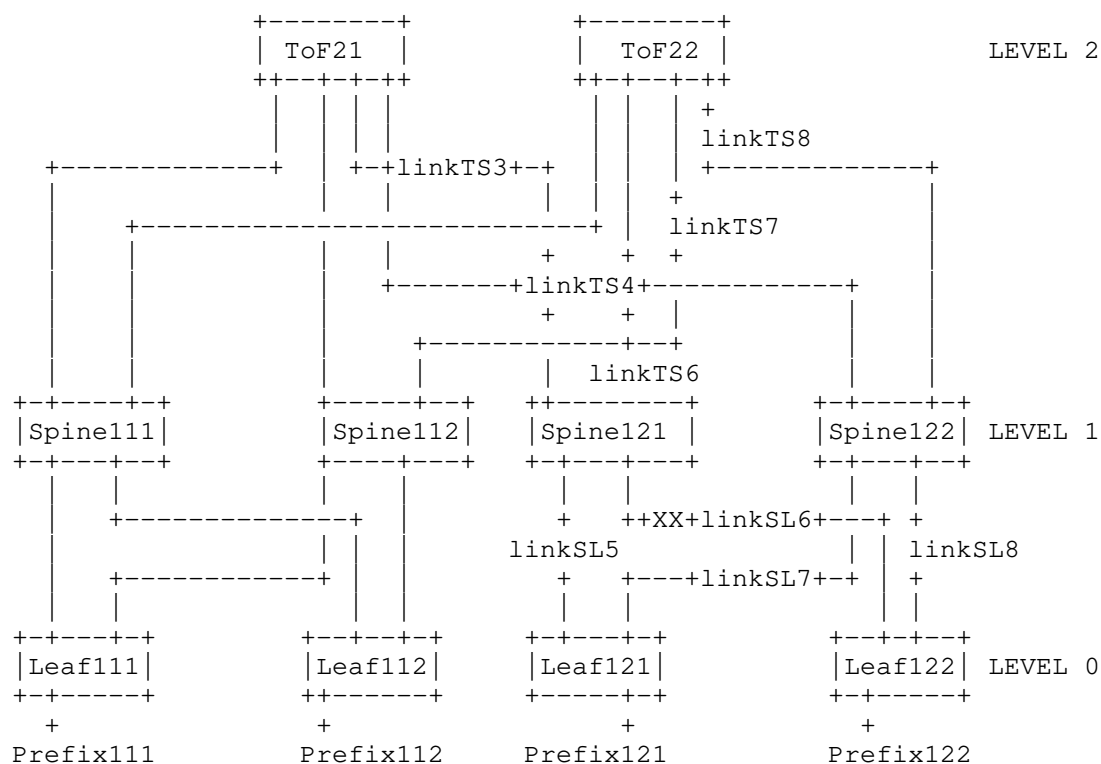 ToF21 ToF22 LEVEL 2
linkTS8
linkTS3
linkTS7
linkTS4
linkTS6
Spine111 Spine112 Spine121 Spine122 LEVEL 1
XX linkSL6
linkSL5 linkSL8
linkSL7
Leaf111 Leaf112 Leaf121 Leaf122 LEVEL 0
Prefix111 Prefix112 Prefix121 Prefix122